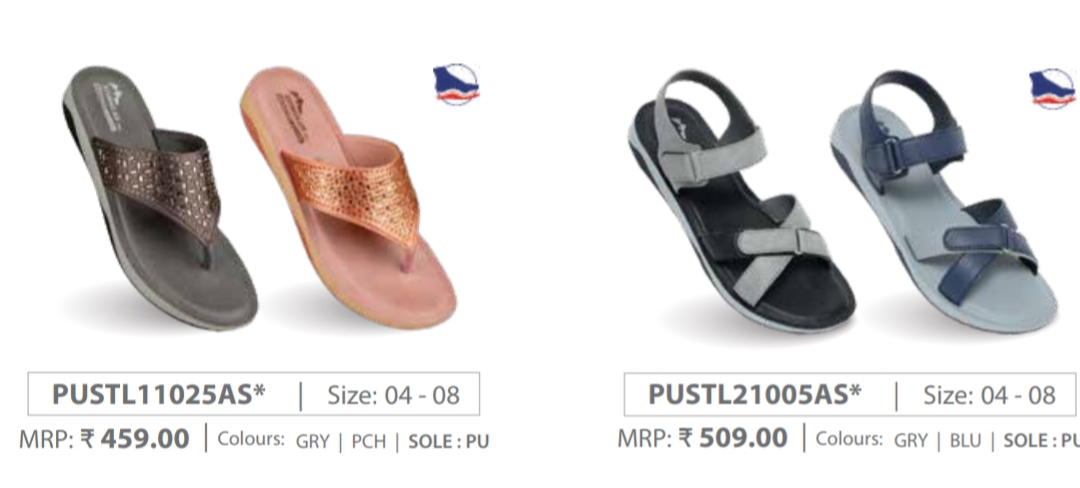 PUSTL11025AS* | Size: 04 - 08
MRP: ₹ 459.00 | Colours: GRY | PCH | SOLE : PU
PUSTL21005AS* | Size: 04 - 08
MRP: ₹ 509.00 | Colours: GRY | BLU | SOLE : PU